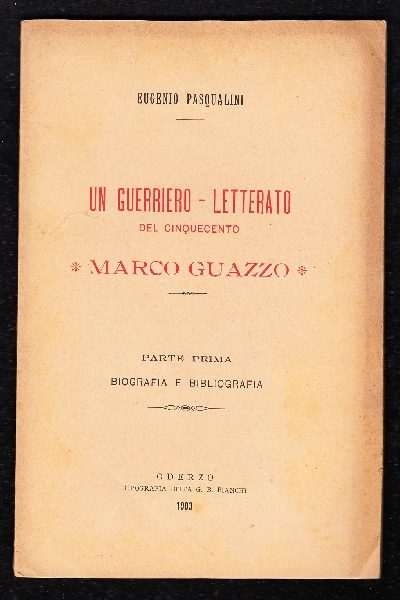 EUGENIO PASQUALINI
UN GUERRIERO - LETTERATO
DEL CINQUECENTO
* MARCO GUAZZO *
PARTE PRIMA
BIOGRAFIA E BIBLIOGRAFIA
ODERZO
TIPOGRAFIA DITTA G. B. BIANCHI
1903